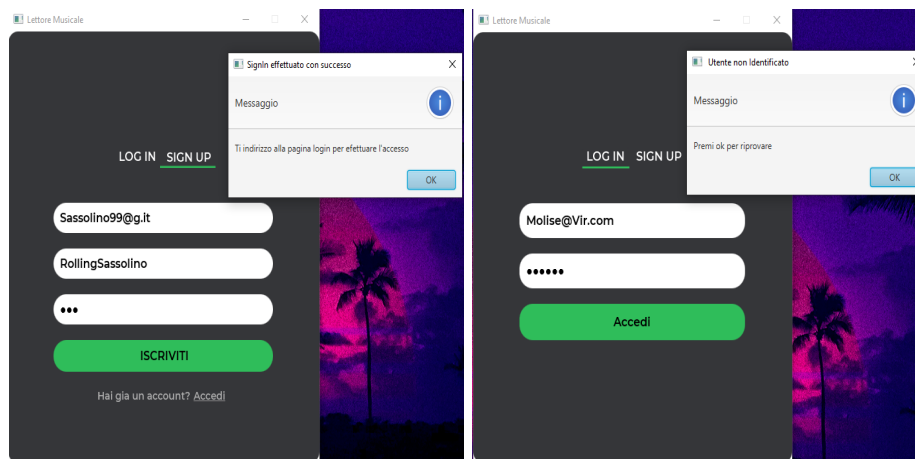 Lettore Musicale
SignIn effettuato con successo
Messaggio
Ti indirizzo alla pagina login per efettuare l'accesso
OK
LOG IN SIGN UP
Sassolino99@g.it
RollingSassolino
•••
ISCRIVITI
Hai gia un account? Accedi
Lettore Musicale
Utente non Identificato
Messaggio
Premi ok per riprovare
OK
LOG IN SIGN UP
Molise@Vir.com
••••••
Accedi